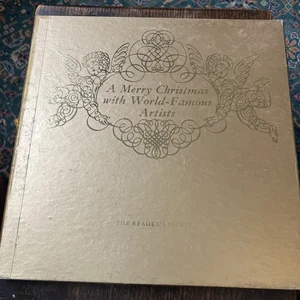 A Merry Christmas
with World-Famous
Artists
THE READER'S DIGEST